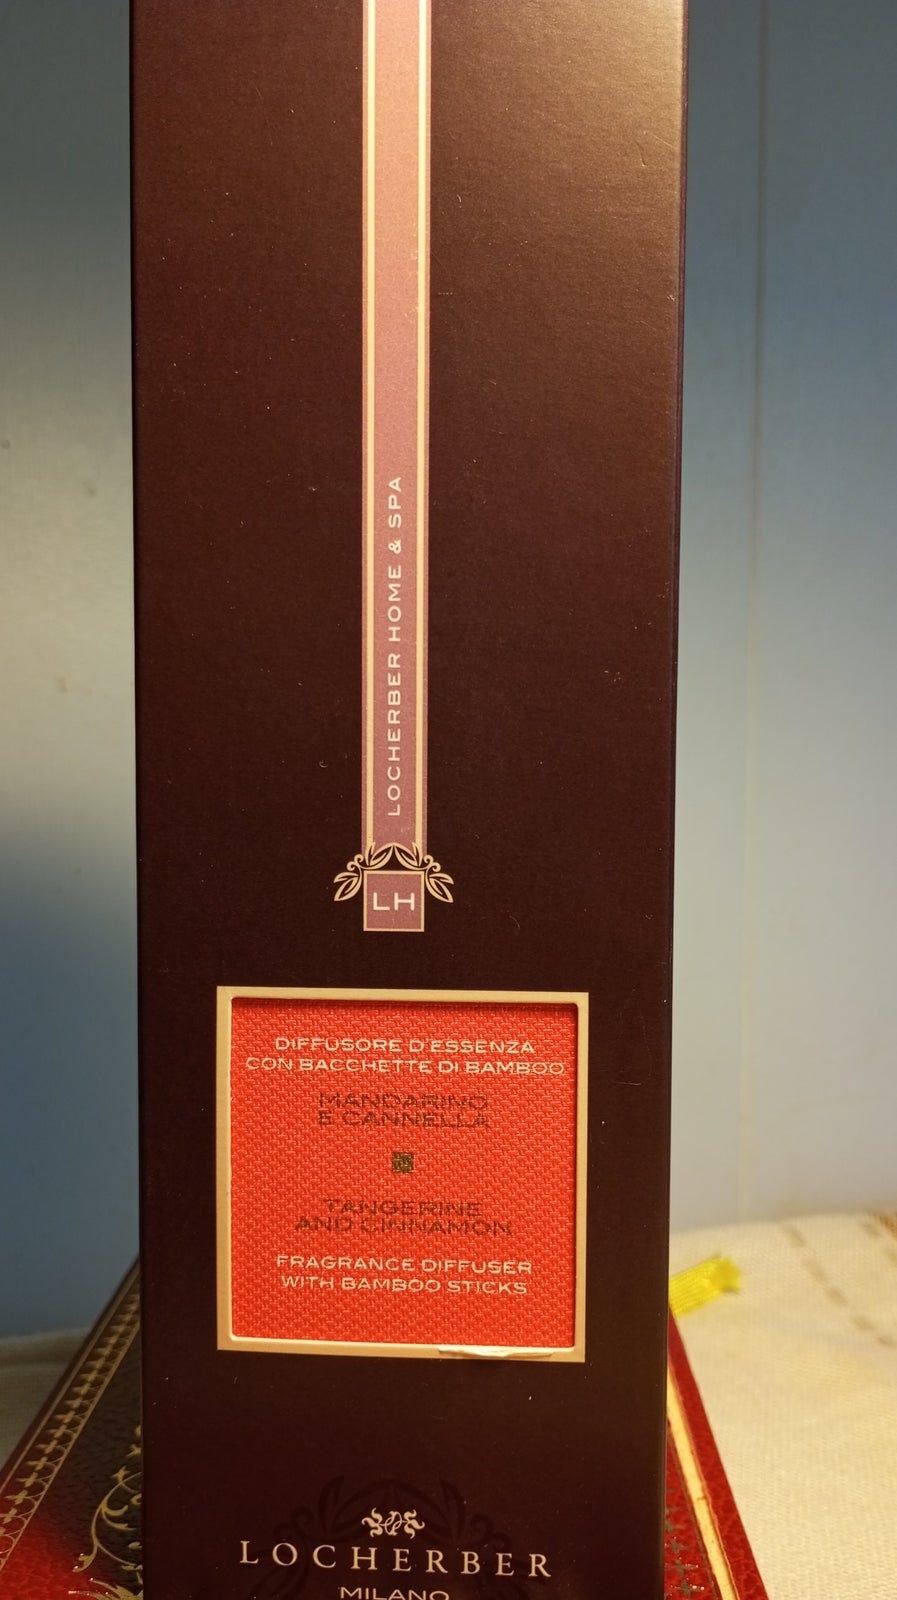 LOCHERBER HOME & SPA
LH
DIFFUSORE D'ESSENZA
CON BACCHETTE DI BAMBOO
MANDARINO
E CANNELLA
TANGERINE
AND CINNAMON
FRAGRANCE DIFFUSER
WITH BAMBOO STICKS
LOCHERBER
MILANO